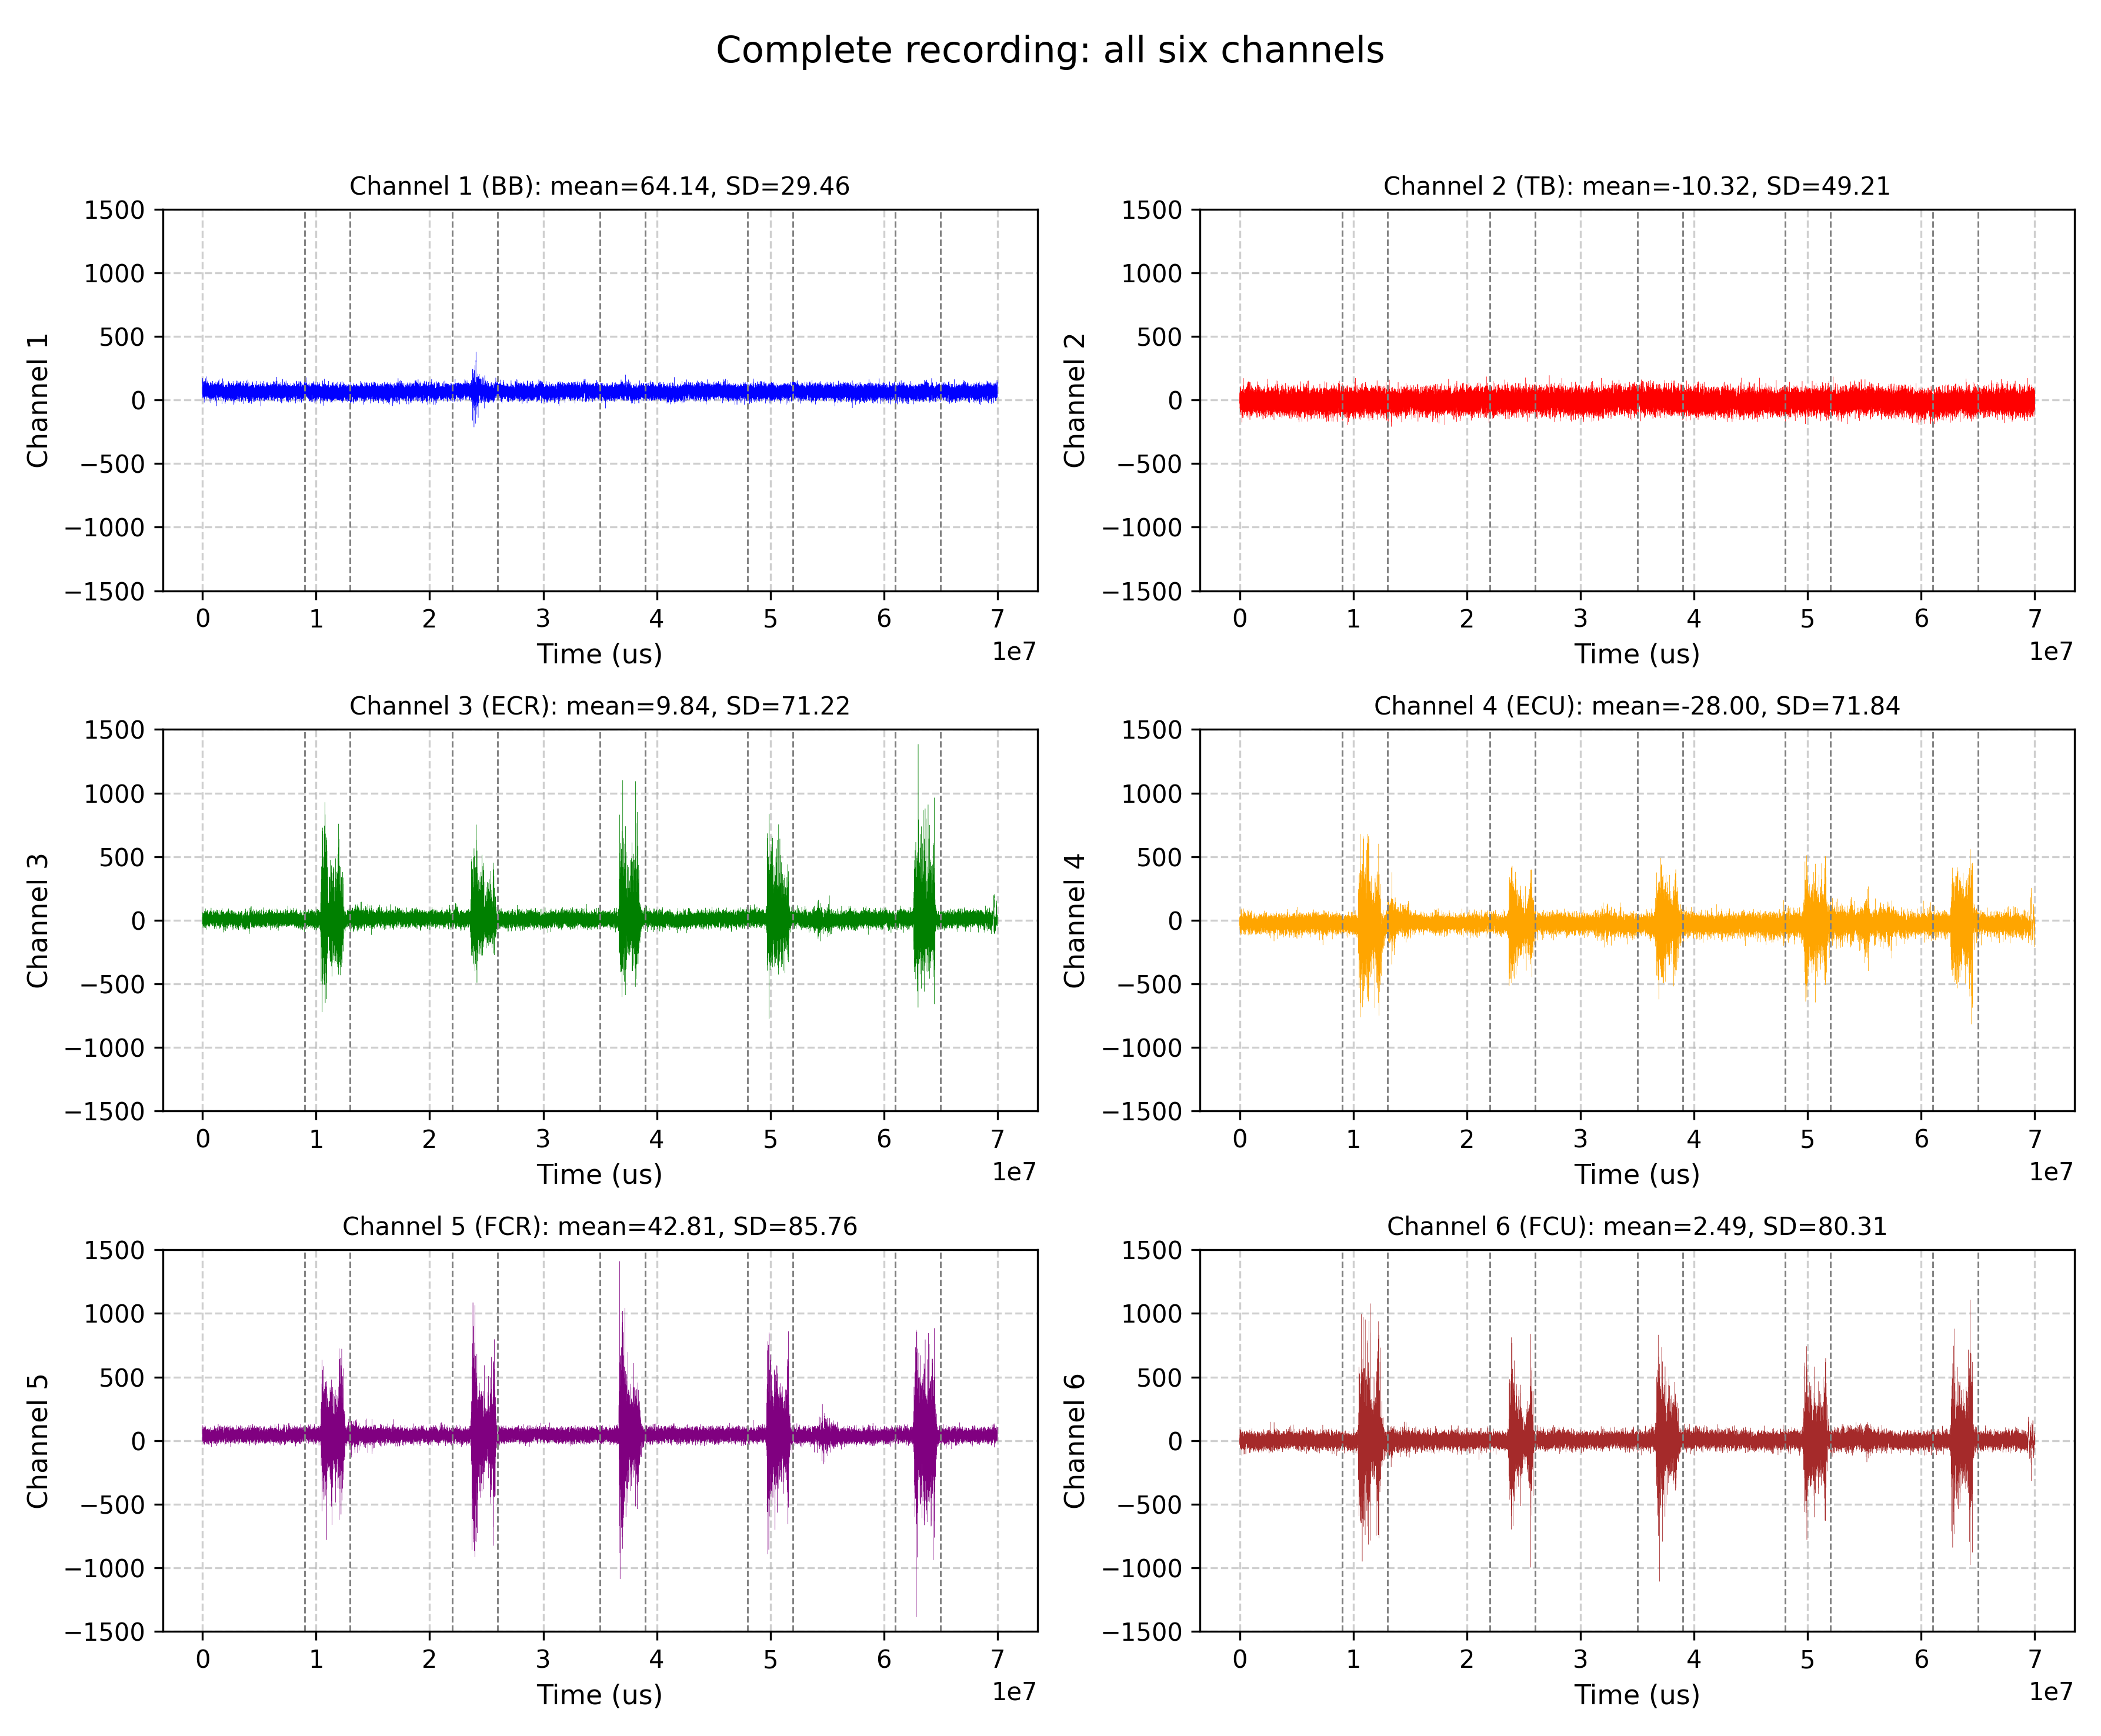 Complete recording: all six channels
Channel 1 (BB): mean=64.14, SD=29.46
1500
1000
500
0
−500
−1000
−1500
Channel 1
0 1 2 3 4 5 6 7
1e7
Time (us)
Channel 2 (TB): mean=-10.32, SD=49.21
1500
1000
500
0
−500
−1000
−1500
Channel 2
0 1 2 3 4 5 6 7
1e7
Time (us)
Channel 3 (ECR): mean=9.84, SD=71.22
1500
1000
500
0
−500
−1000
−1500
Channel 3
0 1 2 3 4 5 6 7
1e7
Time (us)
Channel 4 (ECU): mean=-28.00, SD=71.84
1500
1000
500
0
−500
−1000
−1500
Channel 4
0 1 2 3 4 5 6 7
1e7
Time (us)
Channel 5 (FCR): mean=42.81, SD=85.76
1500
1000
500
0
−500
−1000
−1500
Channel 5
0 1 2 3 4 5 6 7
1e7
Time (us)
Channel 6 (FCU): mean=2.49, SD=80.31
1500
1000
500
0
−500
−1000
−1500
Channel 6
0 1 2 3 4 5 6 7
1e7
Time (us)